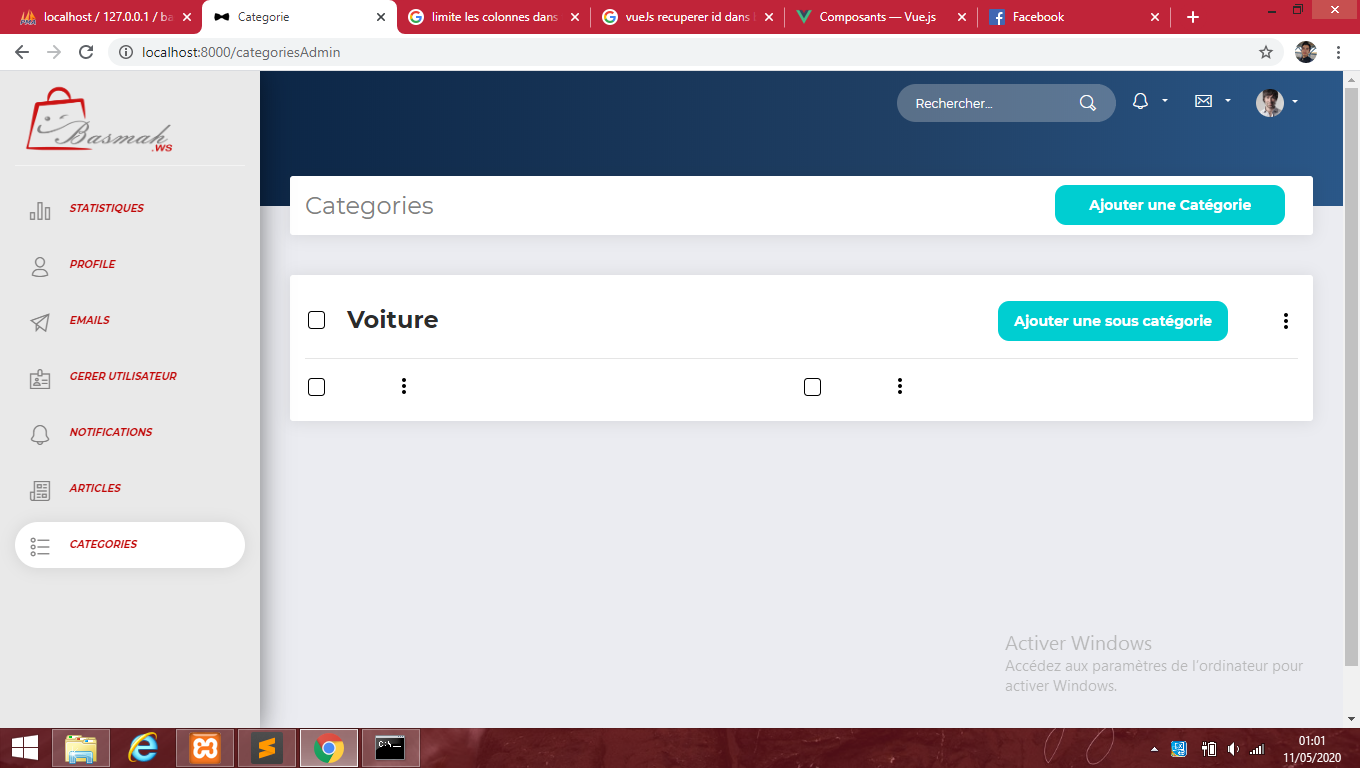 localhost / 127.0.0.1 / ba
Categorie
limite les colonnes dans
vueJs recuperer id dans
Composants — Vue.js
Facebook
localhost:8000/categoriesAdmin
Basmah
.WS
Rechercher...
STATISTIQUES
PROFILE
EMAILS
GERER UTILISATEUR
NOTIFICATIONS
ARTICLES
CATEGORIES
Categories
Ajouter une Catégorie
Voiture
Ajouter une sous catégorie
Activer Windows
Accédez aux paramètres de l'ordinateur pour
activer Windows.
01:01
11/05/2020